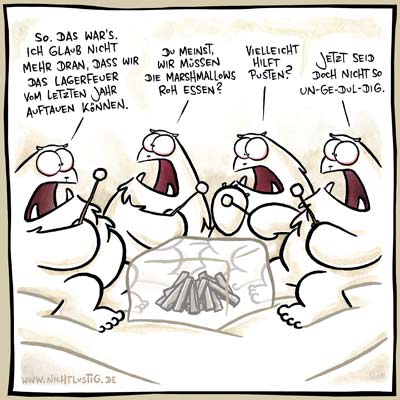 SO. DAS WAR'S.
ICH GLAUB NICHT
MEHR DRAN, DASS WIR
DAS LAGERFEUER
VOM LETZTEN JAHR
AUFTAUEN KÖNNEN.
DU MEINST,
WIR MÜSSEN
DIE MARSHMALLOWS
ROH ESSEN?
VIELLEICHT
HILFT
PUSTEN?
JETZT SEID
DOCH NICHT SO
UN-GE-DUL-DIG.
WWW.NICHTLUSTIG.DE